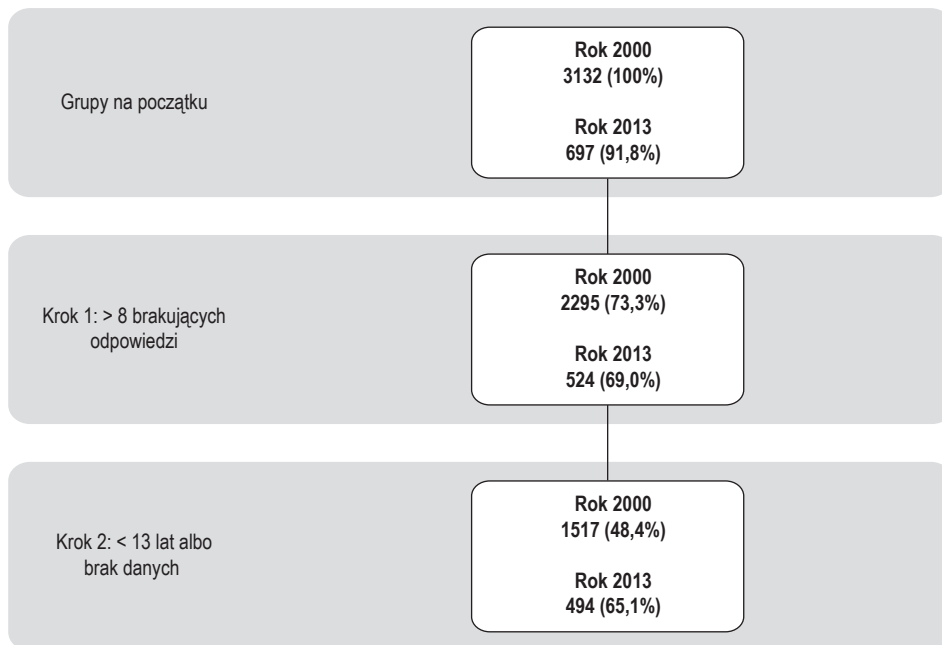 Grupy na początku
Rok 2000
3132 (100%)
Rok 2013
697 (91,8%)
Krok 1: > 8 brakujących
odpowiedzi
Rok 2000
2295 (73,3%)
Rok 2013
524 (69,0%)
Krok 2: < 13 lat albo
brak danych
Rok 2000
1517 (48,4%)
Rok 2013
494 (65,1%)